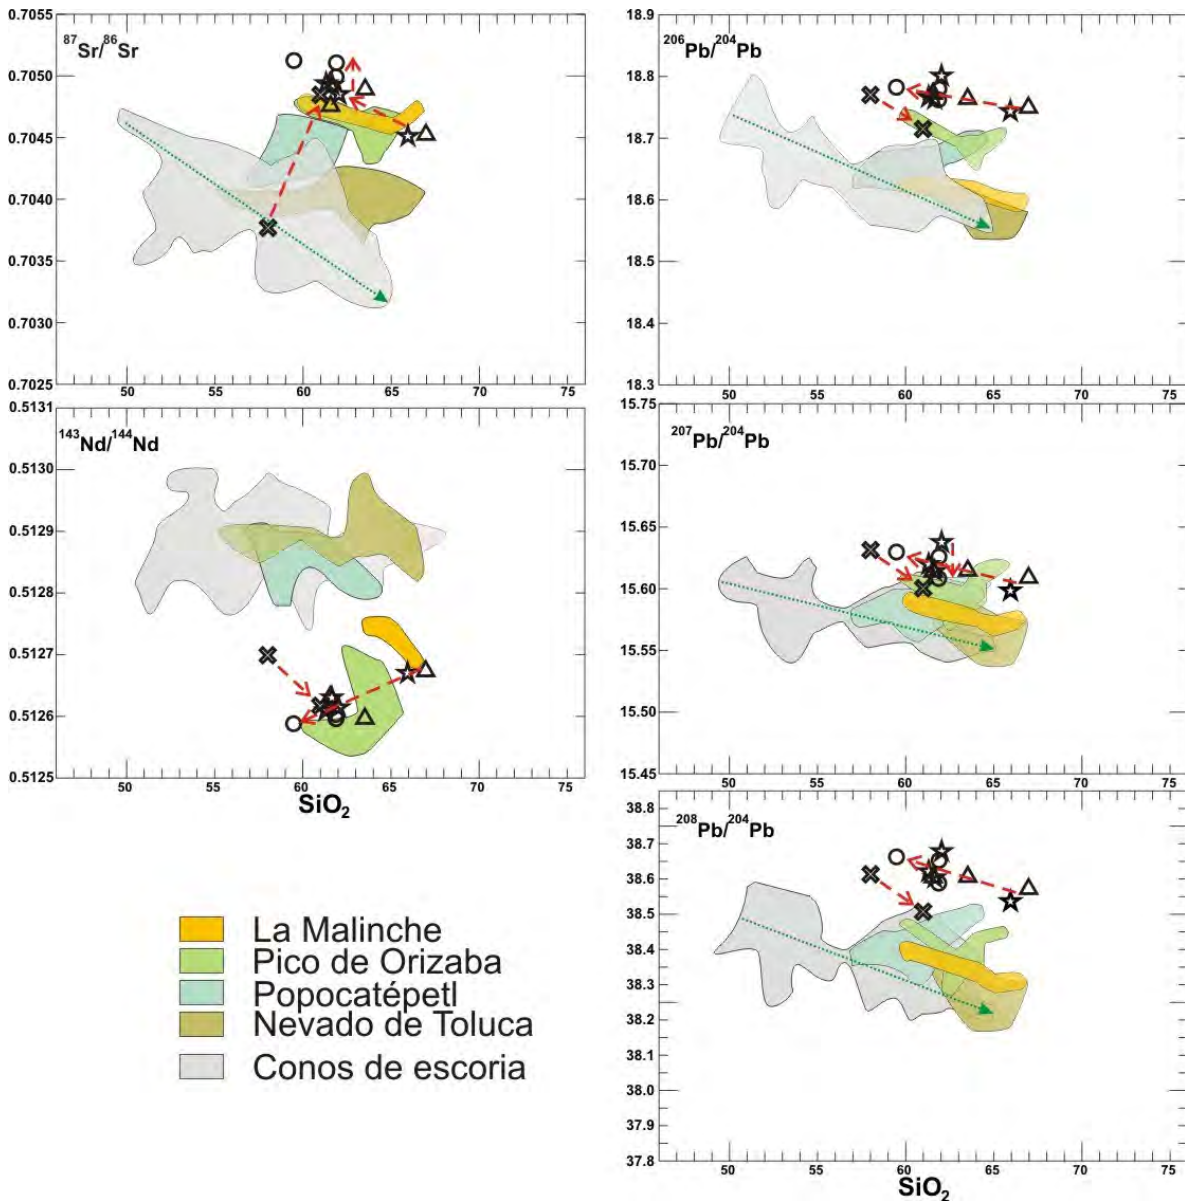 ⁸⁷Sr/⁸⁶Sr
0.7055
0.7050
0.7045
0.7040
0.7035
0.7030
0.7025
50 55 60 65 70 75
²⁰⁶Pb/²⁰⁴Pb
18.9
18.8
18.7
18.6
18.5
18.4
18.3
50 55 60 65 70 75
¹⁴³Nd/¹⁴⁴Nd
0.5131
0.5130
0.5129
0.5128
0.5127
0.5126
0.5125
50 55 60 65 70 75
SiO₂
²⁰⁷Pb/²⁰⁴Pb
15.75
15.70
15.65
15.60
15.55
15.50
15.45
50 55 60 65 70 75
²⁰⁸Pb/²⁰⁴Pb
38.8
38.7
38.6
38.5
38.4
38.3
38.2
38.1
38.0
37.9
37.8
50 55 60 65 70 75
SiO₂
La Malinche
Pico de Orizaba
Popocatépetl
Nevado de Toluca
Conos de escoria